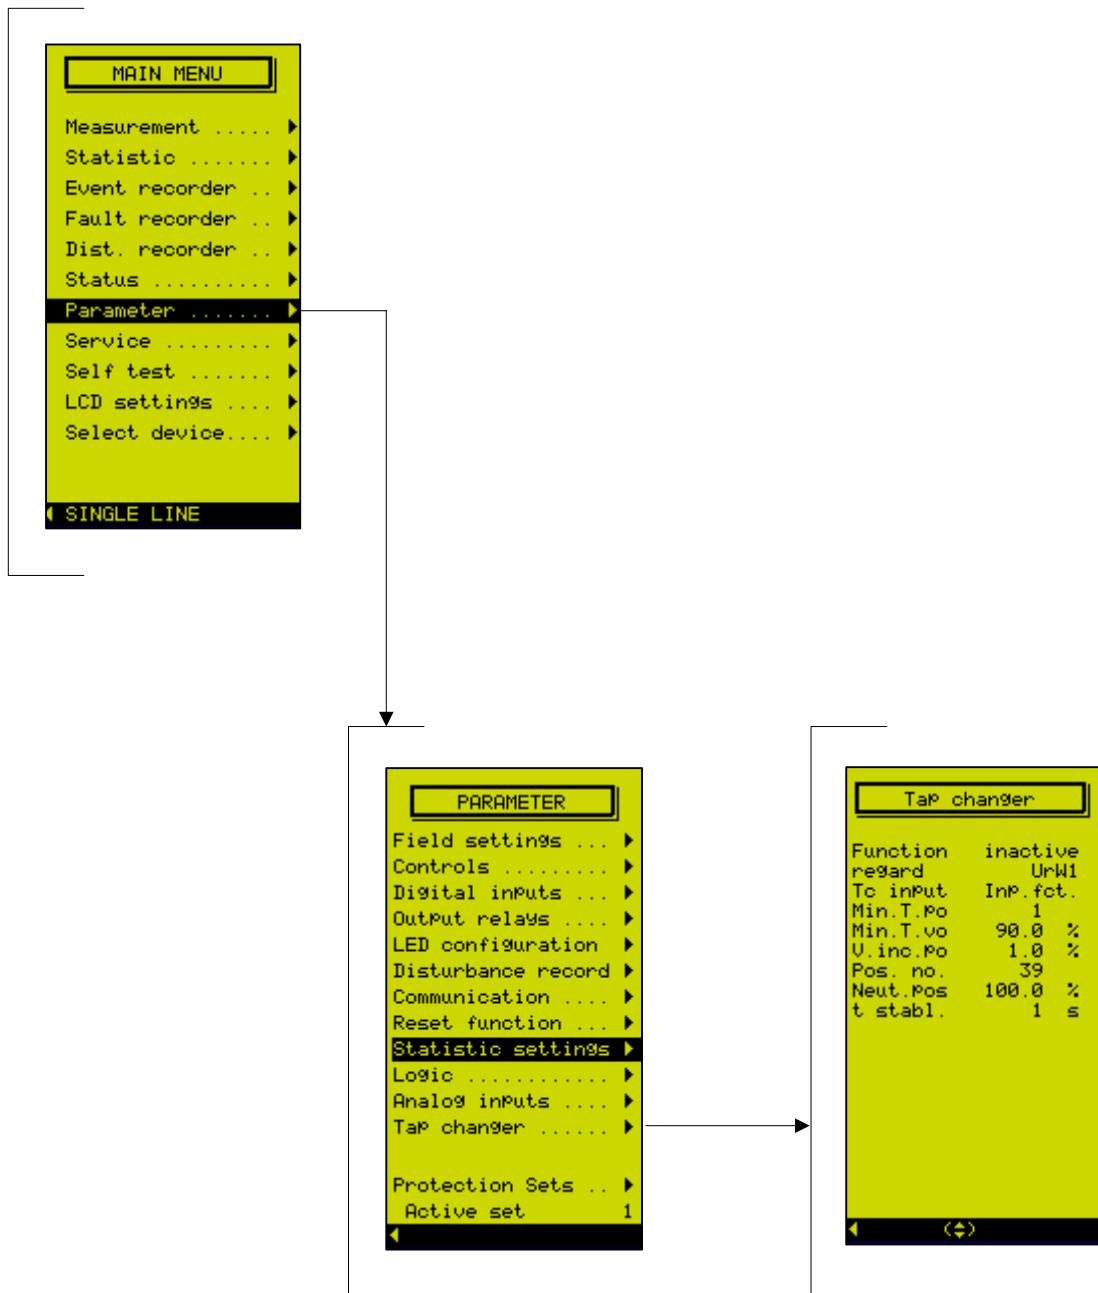 MAIN MENU
Measurement .....
Statistic .......
Event recorder ..
Fault recorder ..
Dist. recorder ..
Status ..........
Parameter .......
Service .........
Self test .......
LCD settings ....
Select device....
SINGLE LINE
PARAMETER
Field settings ...
Controls .........
Digital inputs ...
Output relays ....
LED configuration
Disturbance record
Communication ....
Reset function ...
Statistic settings
Logic ............
Analog inputs ....
Tap changer ......
Protection Sets ..
Active set 1
Tap changer
Function inactive
regard UrW1
Tc input Inp.fct.
Min.T.po 1
Min.T.vo 90.0 %
V.inc.po 1.0 %
Pos. no. 39
Neut.pos 100.0 %
t stabl. 1 s